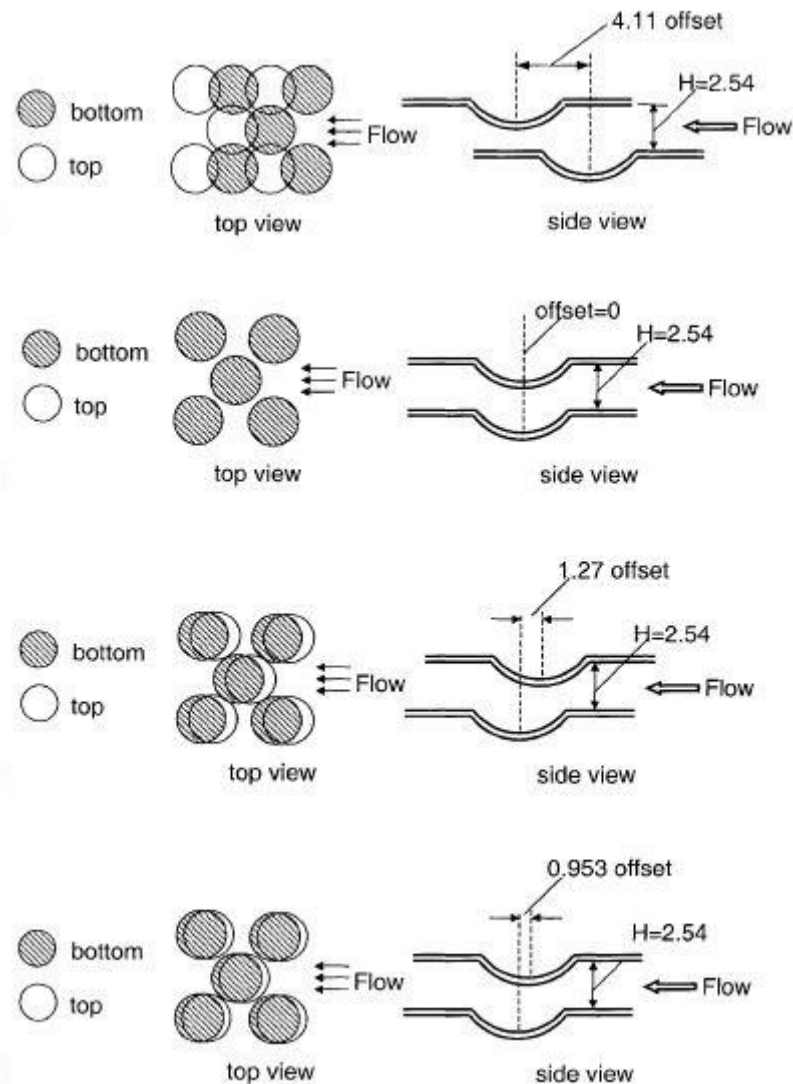 4.11 offset
H=2.54
bottom
Flow
Flow
top
top view
side view
offset=0
H=2.54
bottom
Flow
Flow
top
top view
side view
1.27 offset
H=2.54
bottom
Flow
Flow
top
top view
side view
0.953 offset
H=2.54
bottom
Flow
Flow
top
top view
side view